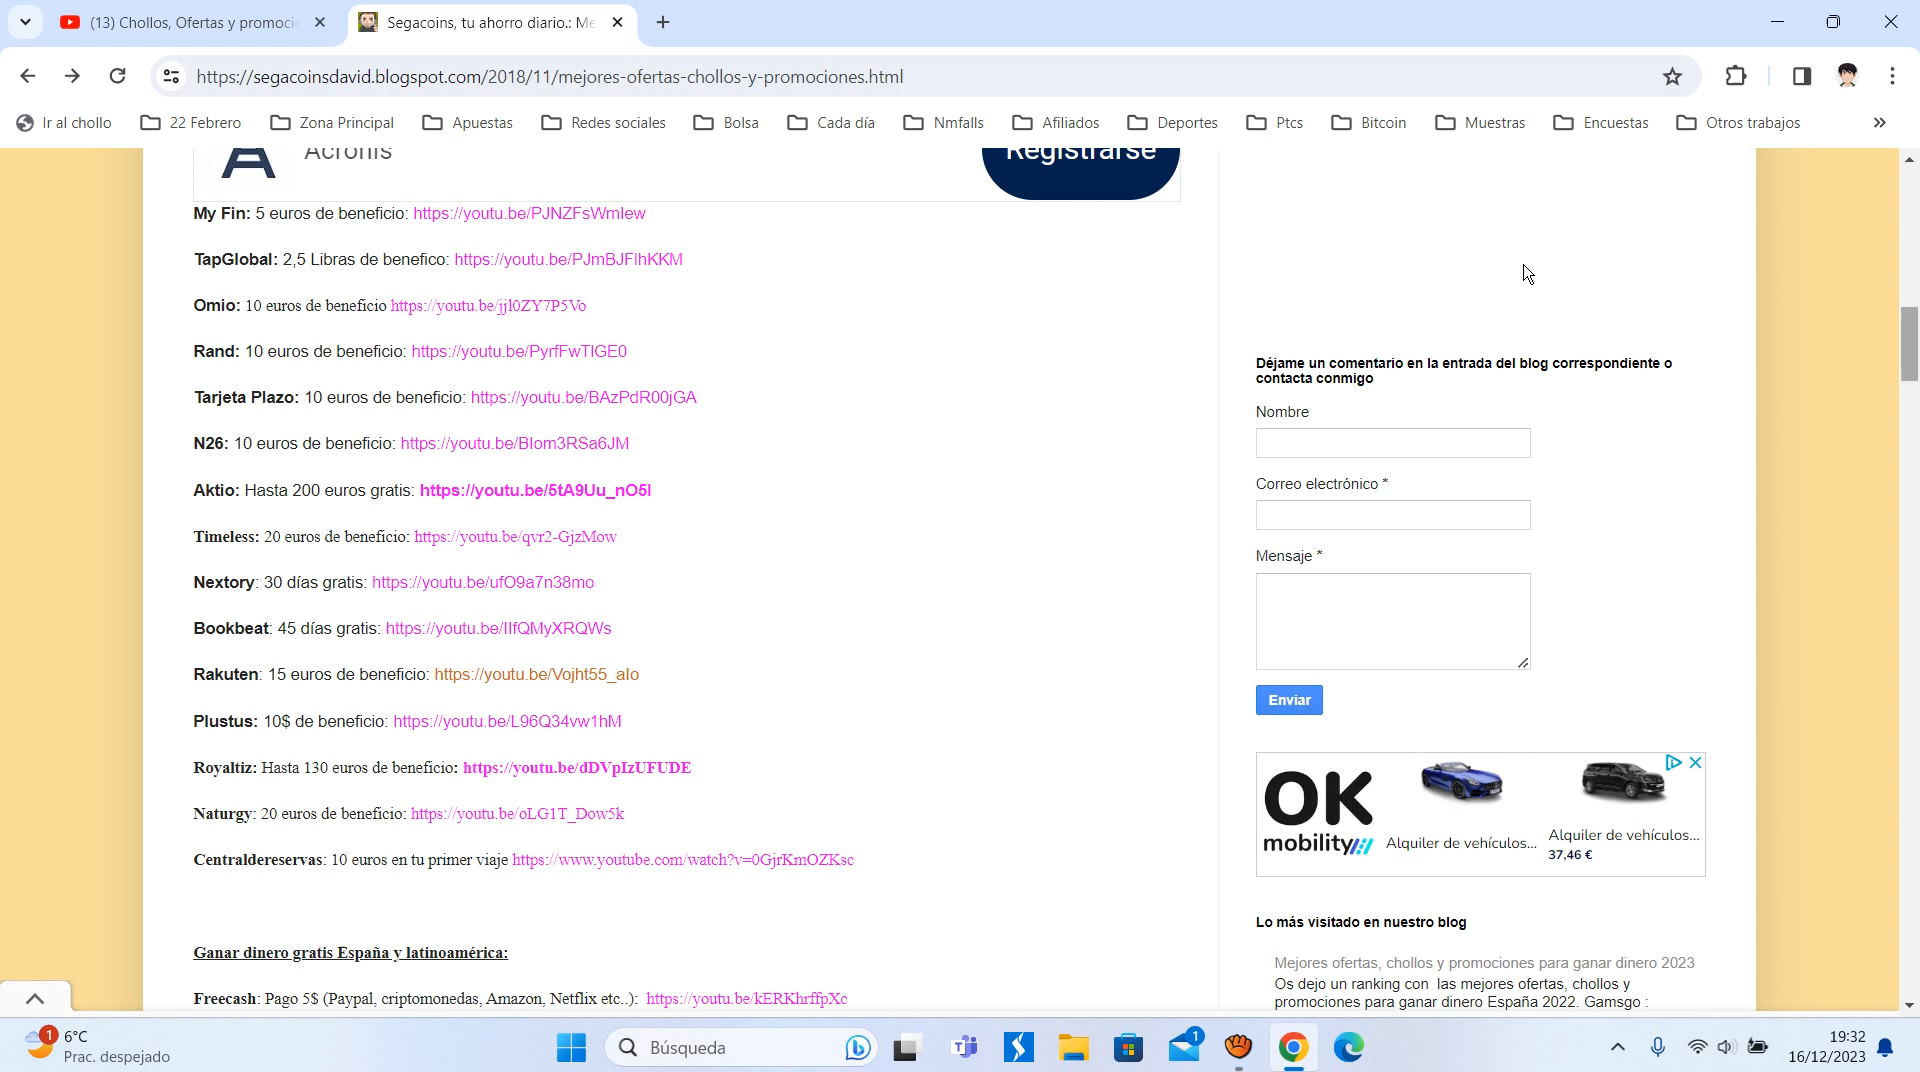 (13) Chollos, Ofertas y promoci
Segacoins, tu ahorro diario.: Me
https://segacoinsdavid.blogspot.com/2018/11/mejores-ofertas-chollos-y-promociones.html
Ir al chollo
22 Febrero
Zona Principal
Apuestas
Redes sociales
Bolsa
Cada día
Nmfalls
Afiliados
Deportes
Ptcs
Bitcoin
Muestras
Encuestas
Otros trabajos
Acronis
Registrarse
My Fin: 5 euros de beneficio: https://youtu.be/PJNZFsWmlew
TapGlobal: 2,5 Libras de benefico: https://youtu.be/PJmBJFlhKKM
Omio: 10 euros de beneficio https://youtu.be/jjI0ZY7P5Vo
Rand: 10 euros de beneficio: https://youtu.be/PyrfFwTIGE0
Tarjeta Plazo: 10 euros de beneficio: https://youtu.be/BAzPdR00jGA
N26: 10 euros de beneficio: https://youtu.be/Blom3RSa6JM
Aktio: Hasta 200 euros gratis: https://youtu.be/5tA9Uu_nO5I
Timeless: 20 euros de beneficio: https://youtu.be/qvr2-GjzMow
Nextory: 30 días gratis: https://youtu.be/ufO9a7n38mo
Bookbeat: 45 días gratis: https://youtu.be/IIfQMyXRQWs
Rakuten: 15 euros de beneficio: https://youtu.be/Vojht55_alo
Plustus: 10$ de beneficio: https://youtu.be/L96Q34vw1hM
Royaltiz: Hasta 130 euros de beneficio: https://youtu.be/dDVpIzUFUDE
Naturgy: 20 euros de beneficio: https://youtu.be/oLG1T_Dow5k
Centraldereservas: 10 euros en tu primer viaje https://www.youtube.com/watch?v=0GjrKmOZKsc
Ganar dinero gratis España y latinoamérica:
Freecash: Pago 5$ (Paypal, criptomonedas, Amazon, Netflix etc..): https://youtu.be/kERKhrffpXc
Déjame un comentario en la entrada del blog correspondiente o
contacta conmigo
Nombre
Correo electrónico *
Mensaje *
Enviar
OK
mobility
Alquiler de vehículos...
Alquiler de vehículos...
37,46 €
Lo más visitado en nuestro blog
Mejores ofertas, chollos y promociones para ganar dinero 2023
Os dejo un ranking con las mejores ofertas, chollos y
promociones para ganar dinero España 2022. Gamsgo :
1
6°C
Prac. despejado
Búsqueda
1
19:32
16/12/2023